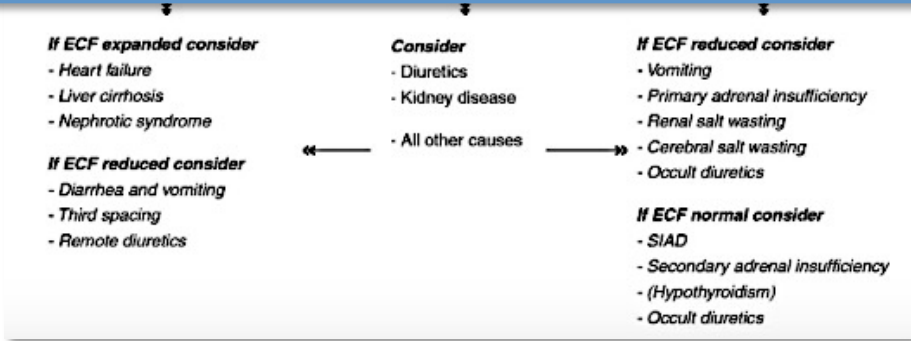 If ECF expanded consider
- Heart failure
- Liver cirrhosis
- Nephrotic syndrome
If ECF reduced consider
- Diarrhea and vomiting
- Third spacing
- Remote diuretics
Consider
- Diuretics
- Kidney disease
- All other causes
If ECF reduced consider
- Vomiting
- Primary adrenal insufficiency
- Renal salt wasting
- Cerebral salt wasting
- Occult diuretics
If ECF normal consider
- SIAD
- Secondary adrenal insufficiency
- (Hypothyroidism)
- Occult diuretics